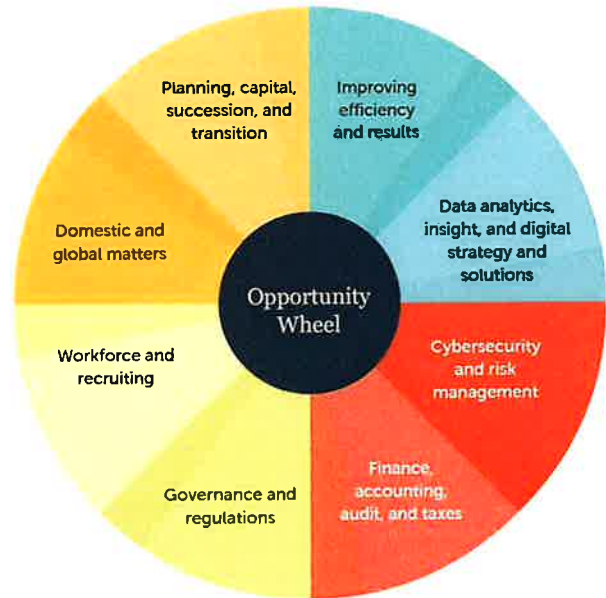 Planning, capital,
succession, and
transition
Improving
efficiency
and results
Data analytics,
insight, and digital
strategy and
solutions
Cybersecurity
and risk
management
Finance,
accounting,
audit, and taxes
Governance and
regulations
Workforce and
recruiting
Domestic and
global matters
Opportunity
Wheel